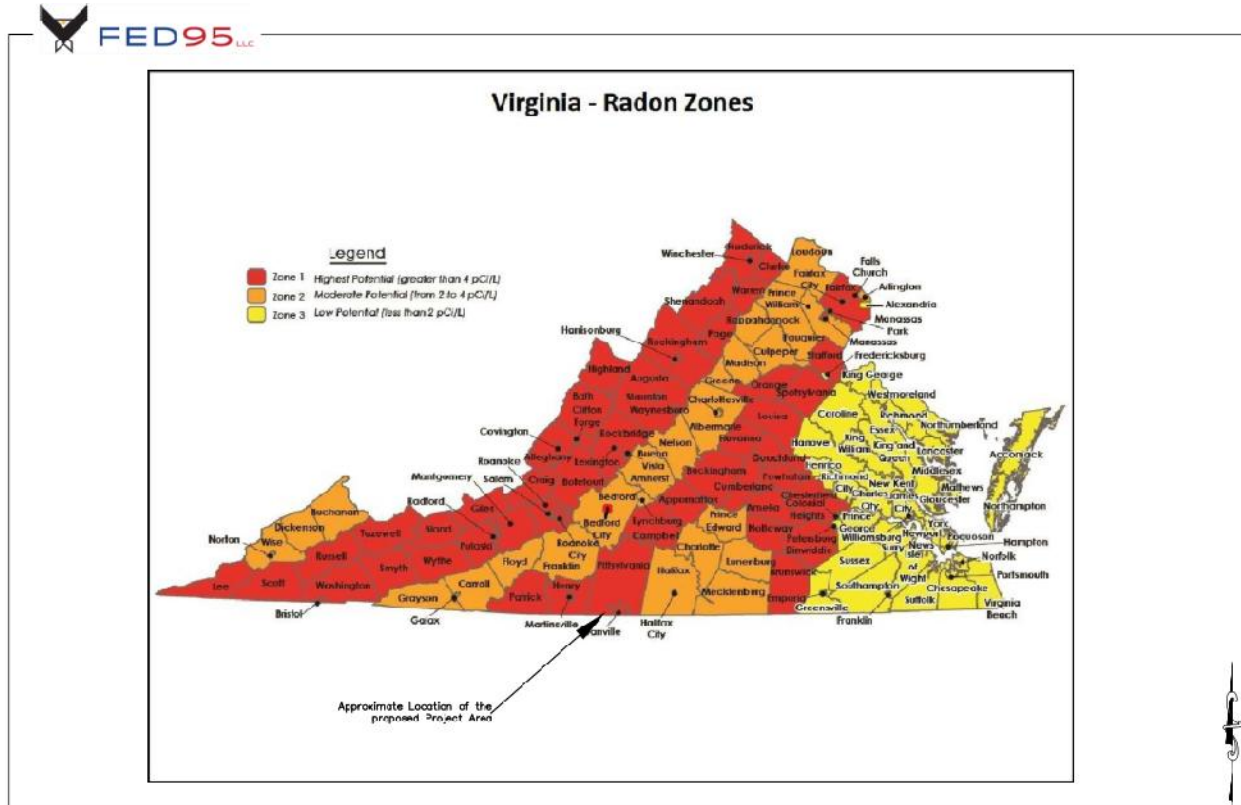 FED95 LLC
Virginia - Radon Zones
Legend
Zone 1 Highest Potential (greater than 4 pCi/L)
Zone 2 Moderate Potential (from 2 to 4 pCi/L)
Zone 3 Low Potential (less than 2 pCi/L)
Winchester
Frederick
Clarke
Loudoun
Falls
Church
Fairfax
City
Fairfax
Arlington
Alexandria
Warren
Prince
William
Manassas
Park
Manassas
Shenandoah
Rappahannock
Fauquier
Page
Culpeper
Stafford
Fredericksburg
Harrisonburg
Rockingham
Madison
King George
Highland
Greene
Orange
Spotsylvania
Westmoreland
Augusta
Staunton
Waynesboro
Charlottesville
Albermarle
Louisa
Caroline
Richmond
Northumberland
Essex
Bath
Clifton
Forge
Covington
Alleghany
Rockbridge
Lexington
Buena
Vista
Nelson
Amherst
Fluvanna
Goochland
Hanover
King
William
King and
Queen
Lancaster
Middlesex
Accomack
Northampton
Roanoke
Salem
Montgomery
Radford
Craig
Botetourt
Bedford
Bedford
City
Buckingham
Cumberland
Powhatan
Appomattox
Henrico
Richmond
City
New Kent
Charles
City
James
City
Mathews
Gloucester
York
Chesterfield
Colonial
Heights
Amelia
Prince
Edward
Lynchburg
Campbell
Nottoway
Petersburg
Dinwiddie
Prince
George
Williamsburg
Surry
Newport
News
Poquoson
Hampton
Norfolk
Portsmouth
Isle
of
Wight
Buchanan
Dickenson
Wise
Norton
Giles
Pulaski
Bland
Tazewell
Russell
Smyth
Wythe
Roanoke
City
Franklin
Floyd
Carroll
Grayson
Galax
Lee
Scott
Washington
Bristol
Patrick
Henry
Martinsville
Pittsylvania
Danville
Charlotte
Halifax
Halifax
City
Lunenburg
Mecklenburg
Brunswick
Emporia
Sussex
Southampton
Greensville
Franklin
Suffolk
Chesapeake
Virginia
Beach
Approximate Location of the
proposed Project Area